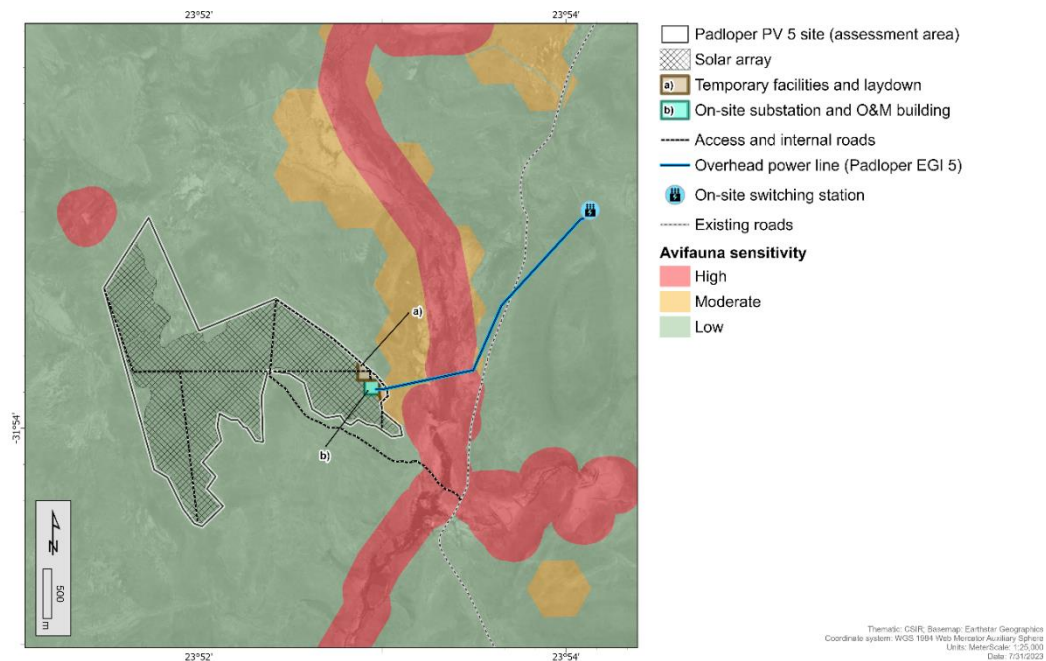 23°52'
23°54'
-31°54'
a)
b)
N
500
m
23°52'
23°54'
Padloper PV 5 site (assessment area)
Solar array
a) Temporary facilities and laydown
b) On-site substation and O&M building
Access and internal roads
Overhead power line (Padloper EGI 5)
On-site switching station
Existing roads
Avifauna sensitivity
High
Moderate
Low
Thematic: CSIR; Basemap: Earthstar Geographics
Coordinate system: WGS 1984 Web Mercator Auxiliary Sphere
Units: MeterScale: 1:25,000
Date: 7/31/2023